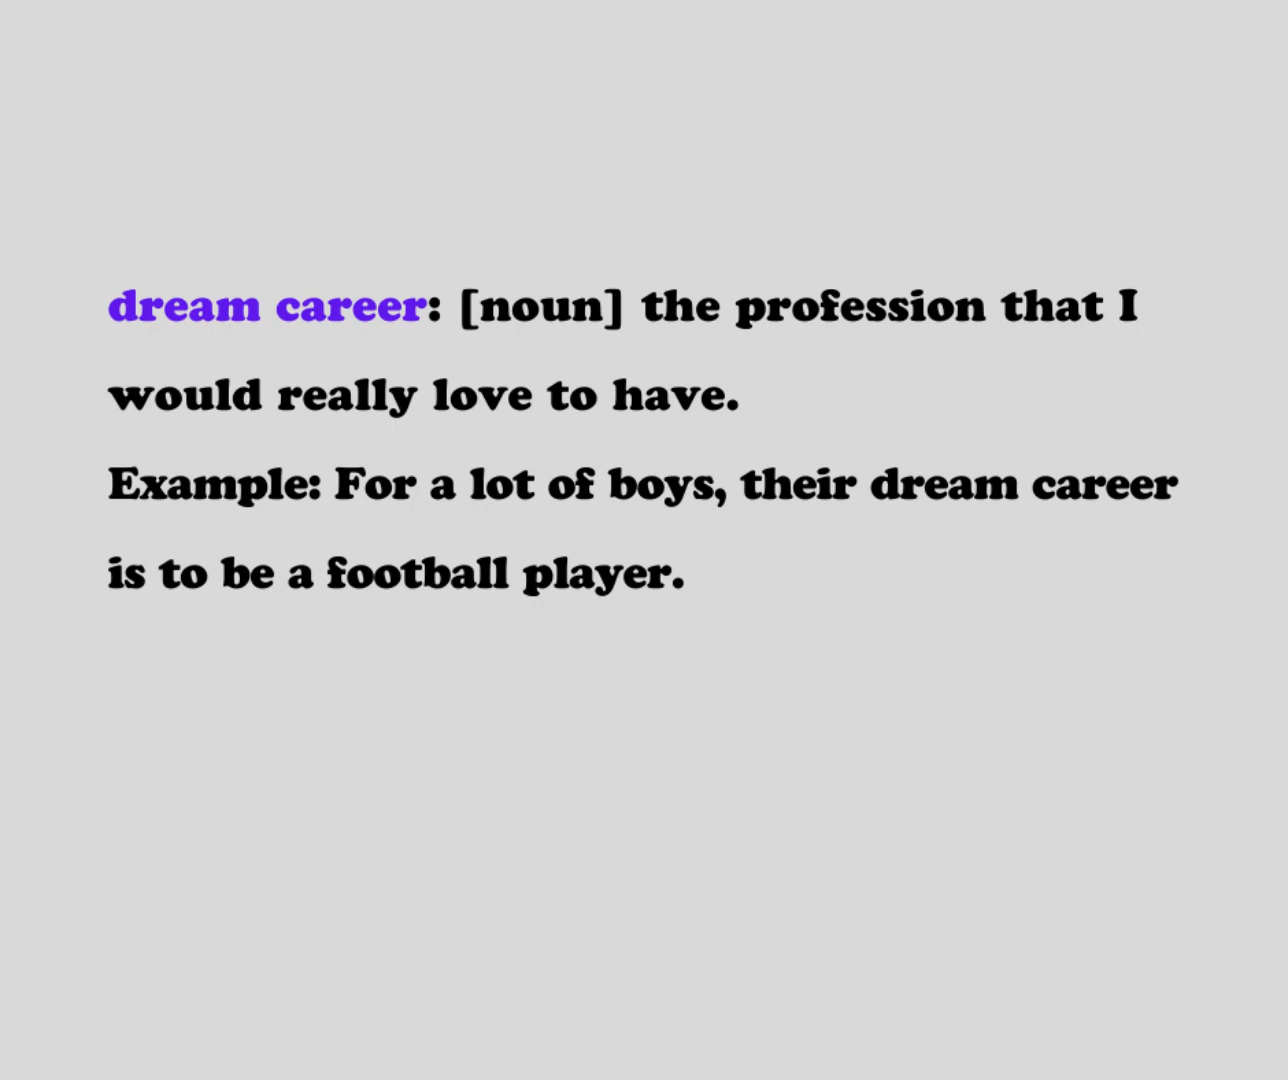 dream career: [noun] the profession that I
would really love to have.
Example: For a lot of boys, their dream career
is to be a football player.